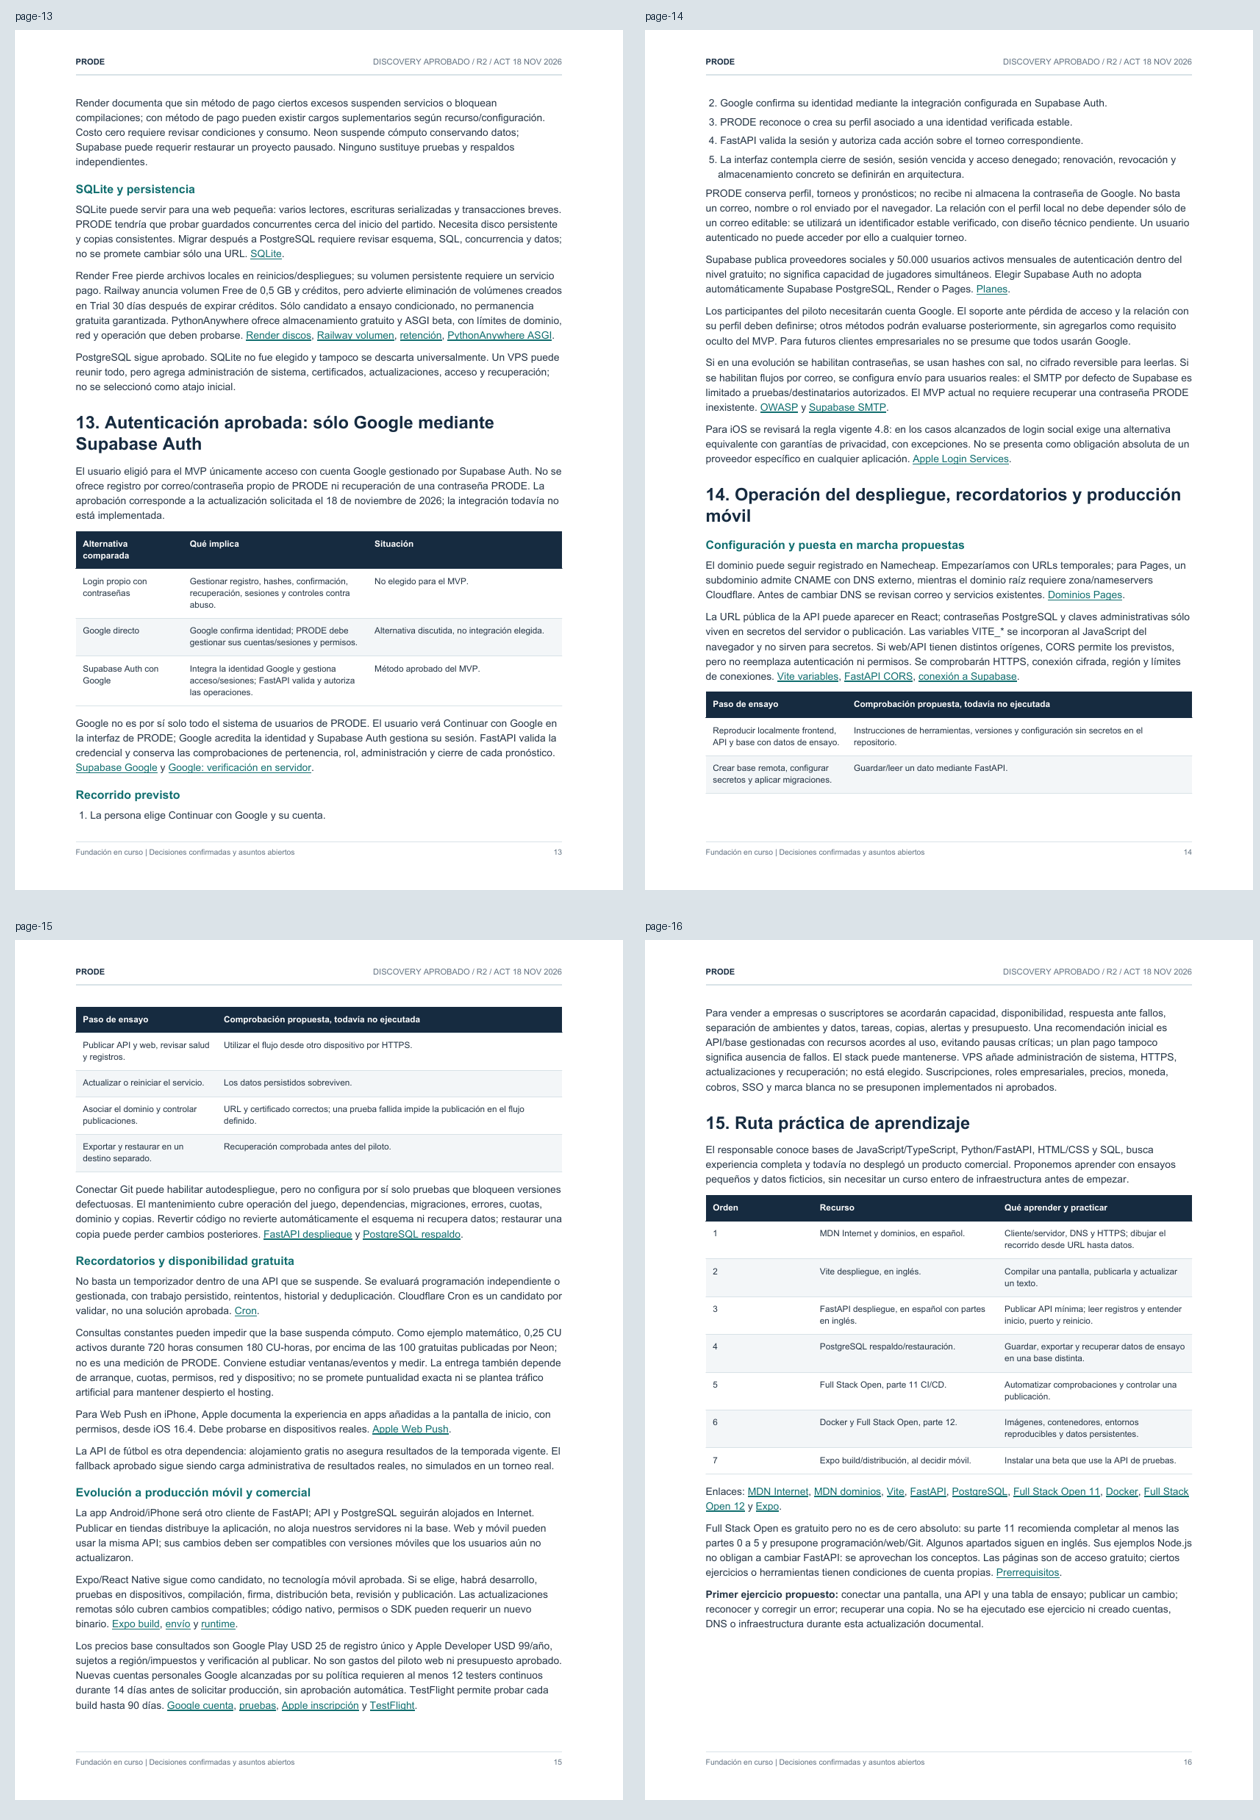 page-13
PRODE
DISCOVERY APROBADO / R2 / ACT 18 NOV 2026
Render documenta que sin método de pago ciertos excesos suspenden servicios o bloquean
compilaciones; con método de pago pueden existir cargos suplementarios según recurso/configuración.
Costo cero requiere revisar condiciones y consumo. Neon suspende cómputo conservando datos;
Supabase puede requerir restaurar un proyecto pausado. Ninguno sustituye pruebas y respaldos
independientes.
SQLite y persistencia
SQLite puede servir para una web pequeña: varios lectores, escrituras serializadas y transacciones breves.
PRODE tendría que probar guardados concurrentes cerca del inicio del partido. Necesita disco persistente
y copias consistentes. Migrar después a PostgreSQL requiere revisar esquema, SQL, concurrencia y datos;
no se promete cambiar sólo una URL. SQLite.
Render Free pierde archivos locales en reinicios/despliegues; su volumen persistente requiere un servicio
pago. Railway anuncia volumen Free de 0,5 GB y créditos, pero advierte eliminación de volúmenes creados
en Trial 30 días después de expirar créditos. Sólo candidato a ensayo condicionado, no permanencia
gratuita garantizada. PythonAnywhere ofrece almacenamiento gratuito y ASGI beta, con límites de dominio,
red y operación que deben probarse. Render discos, Railway volumen, retención, PythonAnywhere ASGI.
PostgreSQL sigue aprobado. SQLite no fue elegido y tampoco se descarta universalmente. Un VPS puede
reunir todo, pero agrega administración de sistema, certificados, actualizaciones, acceso y recuperación;
no se seleccionó como atajo inicial.
13. Autenticación aprobada: sólo Google mediante
Supabase Auth
El usuario eligió para el MVP únicamente acceso con cuenta Google gestionado por Supabase Auth. No se
ofrece registro por correo/contraseña propio de PRODE ni recuperación de una contraseña PRODE. La
aprobación corresponde a la actualización solicitada el 18 de noviembre de 2026; la integración todavía no
está implementada.
Alternativa
comparada
Qué implica
Situación
Login propio con
contraseñas
Gestionar registro, hashes, confirmación,
recuperación, sesiones y controles contra
abuso.
No elegido para el MVP.
Google directo
Google confirma identidad; PRODE debe
gestionar sus cuentas/sesiones y permisos.
Alternativa discutida, no integración elegida.
Supabase Auth con
Google
Integra la identidad Google y gestiona
acceso/sesiones; FastAPI valida y autoriza
las operaciones.
Método aprobado del MVP.
Google no es por sí solo todo el sistema de usuarios de PRODE. El usuario verá Continuar con Google en
la interfaz de PRODE; Google acredita la identidad y Supabase Auth gestiona su sesión. FastAPI valida la
credencial y conserva las comprobaciones de pertenencia, rol, administración y cierre de cada pronóstico.
Supabase Google y Google: verificación en servidor.
Recorrido previsto
1. La persona elige Continuar con Google y su cuenta.
Fundación en curso | Decisiones confirmadas y asuntos abiertos
13
page-14
PRODE
DISCOVERY APROBADO / R2 / ACT 18 NOV 2026
2. Google confirma su identidad mediante la integración configurada en Supabase Auth.
3. PRODE reconoce o crea su perfil asociado a una identidad verificada estable.
4. FastAPI valida la sesión y autoriza cada acción sobre el torneo correspondiente.
5. La interfaz contempla cierre de sesión, sesión vencida y acceso denegado; renovación, revocación y
almacenamiento concreto se definirán en arquitectura.
PRODE conserva perfil, torneos y pronósticos; no recibe ni almacena la contraseña de Google. No basta
un correo, nombre o rol enviado por el navegador. La relación con el perfil local no debe depender sólo de
un correo editable: se utilizará un identificador estable verificado, con diseño técnico pendiente. Un usuario
autenticado no puede acceder por ello a cualquier torneo.
Supabase publica proveedores sociales y 50.000 usuarios activos mensuales de autenticación dentro del
nivel gratuito; no significa capacidad de jugadores simultáneos. Elegir Supabase Auth no adopta
automáticamente Supabase PostgreSQL, Render o Pages. Planes.
Los participantes del piloto necesitarán cuenta Google. El soporte ante pérdida de acceso y la relación con
su perfil deben definirse; otros métodos podrán evaluarse posteriormente, sin agregarlos como requisito
oculto del MVP. Para futuros clientes empresariales no se presume que todos usarán Google.
Si en una evolución se habilitan contraseñas, se usan hashes con sal, no cifrado reversible para leerlas. Si
se habilitan flujos por correo, se configura envío para usuarios reales: el SMTP por defecto de Supabase es
limitado a pruebas/destinatarios autorizados. El MVP actual no requiere recuperar una contraseña PRODE
inexistente. OWASP y Supabase SMTP.
Para iOS se revisará la regla vigente 4.8: en los casos alcanzados de login social exige una alternativa
equivalente con garantías de privacidad, con excepciones. No se presenta como obligación absoluta de un
proveedor específico en cualquier aplicación. Apple Login Services.
14. Operación del despliegue, recordatorios y producción
móvil
Configuración y puesta en marcha propuestas
El dominio puede seguir registrado en Namecheap. Empezaríamos con URLs temporales; para Pages, un
subdominio admite CNAME con DNS externo, mientras el dominio raíz requiere zona/nameservers
Cloudflare. Antes de cambiar DNS se revisan correo y servicios existentes. Dominios Pages.
La URL pública de la API puede aparecer en React; contraseñas PostgreSQL y claves administrativas sólo
viven en secretos del servidor o publicación. Las variables VITE_* se incorporan al JavaScript del
navegador y no sirven para secretos. Si web/API tienen distintos orígenes, CORS permite los previstos,
pero no reemplaza autenticación ni permisos. Se comprobarán HTTPS, conexión cifrada, región y límites
de conexiones. Vite variables, FastAPI CORS, conexión a Supabase.
Paso de ensayo
Comprobación propuesta, todavía no ejecutada
Reproducir localmente frontend,
API y base con datos de ensayo.
Instrucciones de herramientas, versiones y configuración sin secretos en el
repositorio.
Crear base remota, configurar
secretos y aplicar migraciones.
Guardar/leer un dato mediante FastAPI.
Fundación en curso | Decisiones confirmadas y asuntos abiertos
14
page-15
PRODE
DISCOVERY APROBADO / R2 / ACT 18 NOV 2026
Paso de ensayo
Comprobación propuesta, todavía no ejecutada
Publicar API y web, revisar salud
y registros.
Utilizar el flujo desde otro dispositivo por HTTPS.
Actualizar o reiniciar el servicio.
Los datos persistidos sobreviven.
Asociar el dominio y controlar
publicaciones.
URL y certificado correctos; una prueba fallida impide la publicación en el flujo
definido.
Exportar y restaurar en un
destino separado.
Recuperación comprobada antes del piloto.
Conectar Git puede habilitar autodespliegue, pero no configura por sí solo pruebas que bloqueen versiones
defectuosas. El mantenimiento cubre operación del juego, dependencias, migraciones, errores, cuotas,
dominio y copias. Revertir código no revierte automáticamente el esquema ni recupera datos; restaurar una
copia puede perder cambios posteriores. FastAPI despliegue y PostgreSQL respaldo.
Recordatorios y disponibilidad gratuita
No basta un temporizador dentro de una API que se suspende. Se evaluará programación independiente o
gestionada, con trabajo persistido, reintentos, historial y deduplicación. Cloudflare Cron es un candidato por
validar, no una solución aprobada. Cron.
Consultas constantes pueden impedir que la base suspenda cómputo. Como ejemplo matemático, 0,25 CU
activos durante 720 horas consumen 180 CU-horas, por encima de las 100 gratuitas publicadas por Neon;
no es una medición de PRODE. Conviene estudiar ventanas/eventos y medir. La entrega también depende
de arranque, cuotas, permisos, red y dispositivo; no se promete puntualidad exacta ni se plantea tráfico
artificial para mantener despierto el hosting.
Para Web Push en iPhone, Apple documenta la experiencia en apps añadidas a la pantalla de inicio, con
permisos, desde iOS 16.4. Debe probarse en dispositivos reales. Apple Web Push.
La API de fútbol es otra dependencia: alojamiento gratis no asegura resultados de la temporada vigente. El
fallback aprobado sigue siendo carga administrativa de resultados reales, no simulados en un torneo real.
Evolución a producción móvil y comercial
La app Android/iPhone será otro cliente de FastAPI; API y PostgreSQL seguirán alojados en Internet.
Publicar en tiendas distribuye la aplicación, no aloja nuestros servidores ni la base. Web y móvil pueden
usar la misma API; sus cambios deben ser compatibles con versiones móviles que los usuarios aún no
actualizaron.
Expo/React Native sigue como candidato, no tecnología móvil aprobada. Si se elige, habrá desarrollo,
pruebas en dispositivos, compilación, firma, distribución beta, revisión y publicación. Las actualizaciones
remotas sólo cubren cambios compatibles; código nativo, permisos o SDK pueden requerir un nuevo
binario. Expo build, envío y runtime.
Los precios base consultados son Google Play USD 25 de registro único y Apple Developer USD 99/año,
sujetos a región/impuestos y verificación al publicar. No son gastos del piloto web ni presupuesto aprobado.
Nuevas cuentas personales Google alcanzadas por su política requieren al menos 12 testers continuos
durante 14 días antes de solicitar producción, sin aprobación automática. TestFlight permite probar cada
build hasta 90 días. Google cuenta, pruebas, Apple inscripción y TestFlight.
Fundación en curso | Decisiones confirmadas y asuntos abiertos
15
page-16
PRODE
DISCOVERY APROBADO / R2 / ACT 18 NOV 2026
Para vender a empresas o suscriptores se acordarán capacidad, disponibilidad, respuesta ante fallos,
separación de ambientes y datos, tareas, copias, alertas y presupuesto. Una recomendación inicial es
API/base gestionadas con recursos acordes al uso, evitando pausas críticas; un plan pago tampoco
significa ausencia de fallos. El stack puede mantenerse. VPS añade administración de sistema, HTTPS,
actualizaciones y recuperación; no está elegido. Suscripciones, roles empresariales, precios, moneda,
cobros, SSO y marca blanca no se presuponen implementados ni aprobados.
15. Ruta práctica de aprendizaje
El responsable conoce bases de JavaScript/TypeScript, Python/FastAPI, HTML/CSS y SQL, busca
experiencia completa y todavía no desplegó un producto comercial. Proponemos aprender con ensayos
pequeños y datos ficticios, sin necesitar un curso entero de infraestructura antes de empezar.
Orden
Recurso
Qué aprender y practicar
1
MDN Internet y dominios, en español.
Cliente/servidor, DNS y HTTPS; dibujar el
recorrido desde URL hasta datos.
2
Vite despliegue, en inglés.
Compilar una pantalla, publicarla y actualizar
un texto.
3
FastAPI despliegue, en español con partes
en inglés.
Publicar API mínima; leer registros y entender
inicio, puerto y reinicio.
4
PostgreSQL respaldo/restauración.
Guardar, exportar y recuperar datos de ensayo
en una base distinta.
5
Full Stack Open, parte 11 CI/CD.
Automatizar comprobaciones y controlar una
publicación.
6
Docker y Full Stack Open, parte 12.
Imágenes, contenedores, entornos
reproducibles y datos persistentes.
7
Expo build/distribución, al decidir móvil.
Instalar una beta que use la API de pruebas.
Enlaces: MDN Internet, MDN dominios, Vite, FastAPI, PostgreSQL, Full Stack Open 11, Docker, Full Stack
Open 12 y Expo.
Full Stack Open es gratuito pero no es de cero absoluto: su parte 11 recomienda completar al menos las
partes 0 a 5 y presupone programación/web/Git. Algunos apartados siguen en inglés. Sus ejemplos Node.js
no obligan a cambiar FastAPI: se aprovechan los conceptos. Las páginas son de acceso gratuito; ciertos
ejercicios o herramientas tienen condiciones de cuenta propias. Prerrequisitos.
Primer ejercicio propuesto: conectar una pantalla, una API y una tabla de ensayo; publicar un cambio;
reconocer y corregir un error; recuperar una copia. No se ha ejecutado ese ejercicio ni creado cuentas,
DNS o infraestructura durante esta actualización documental.
Fundación en curso | Decisiones confirmadas y asuntos abiertos
16